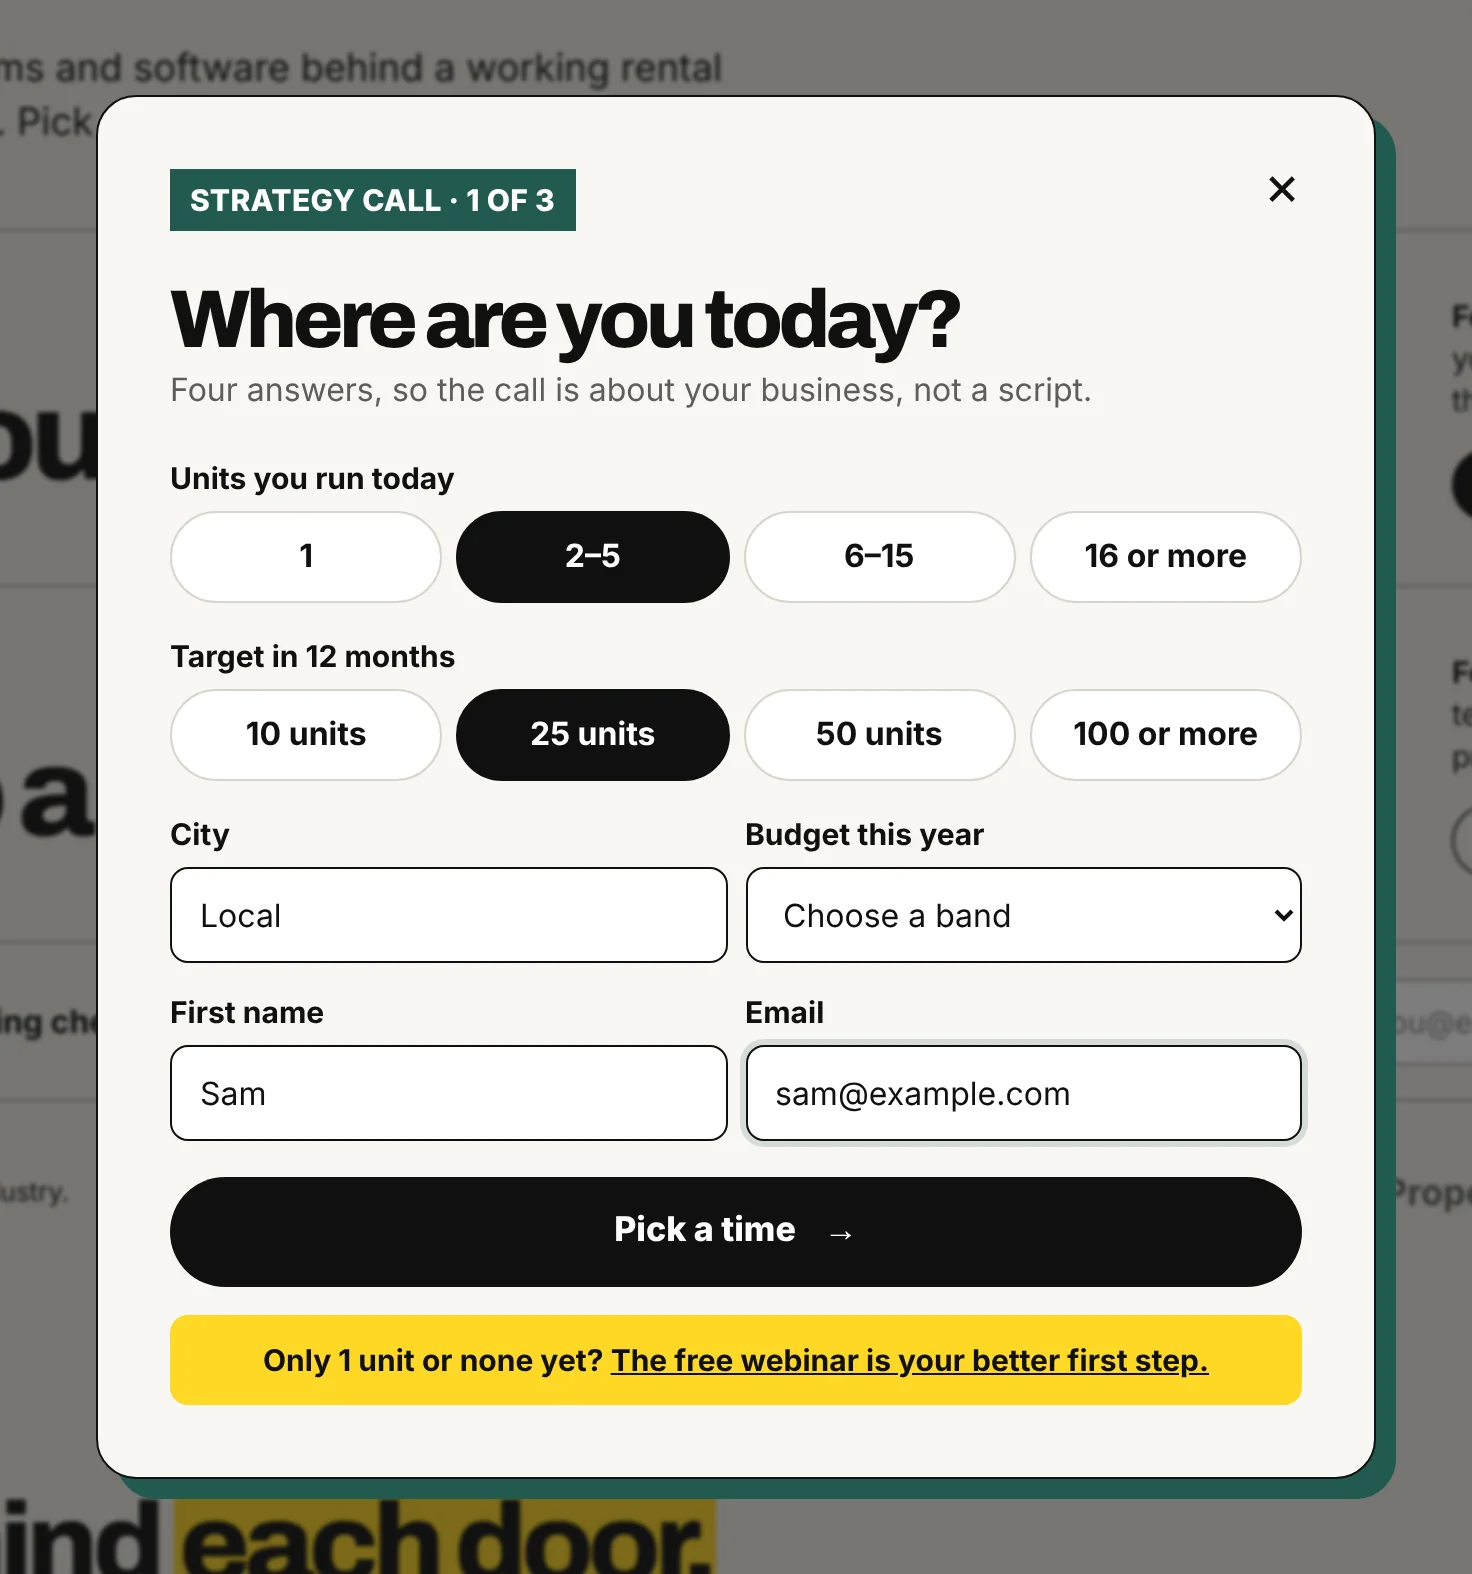 ms and software behind a working rental
. Pick
STRATEGY CALL · 1 OF 3
Where are you today?
Four answers, so the call is about your business, not a script.
Units you run today
1
2–5
6–15
16 or more
Target in 12 months
10 units
25 units
50 units
100 or more
City
Budget this year
Local
Choose a band
First name
Email
Sam
sam@example.com
Pick a time →
Only 1 unit or none yet? The free webinar is your better first step.
each door.